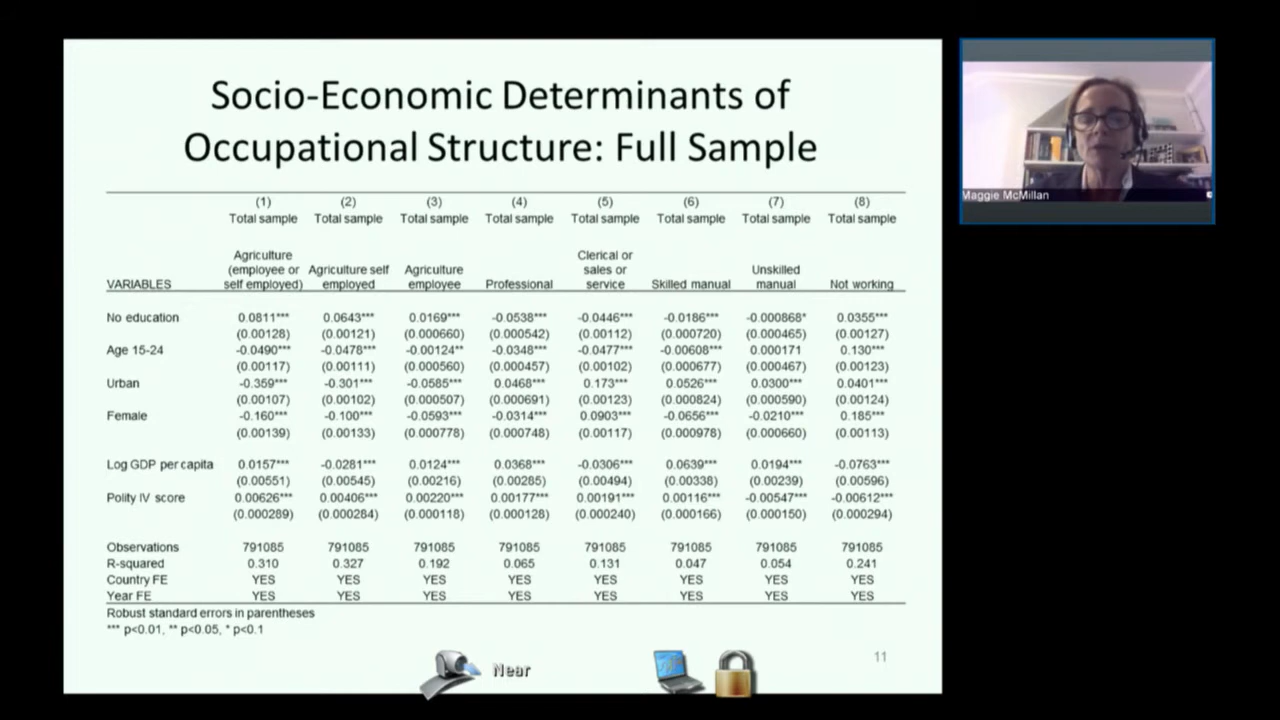 Socio-Economic Determinants of
Occupational Structure: Full Sample
(1) (2) (3) (4) (5) (6) (7) (8)
Total sample Total sample Total sample Total sample Total sample Total sample Total sample Total sample
VARIABLES Agriculture (employee or self employed) Agriculture self employed Agriculture employee Professional Clerical or sales or service Skilled manual Unskilled manual Not working
No education 0.0811*** 0.0643*** 0.0169*** -0.0538*** -0.0446*** -0.0186*** -0.000868* 0.0355***
(0.00128) (0.00121) (0.000660) (0.000542) (0.00112) (0.000720) (0.000465) (0.00127)
Age 15-24 -0.0490*** -0.0478*** -0.00124** -0.0348*** -0.0477*** -0.00608*** 0.000171 0.130***
(0.00117) (0.00111) (0.000560) (0.000457) (0.00102) (0.000677) (0.000467) (0.00123)
Urban -0.359*** -0.301*** -0.0585*** 0.0468*** 0.173*** 0.0526*** 0.0300*** 0.0401***
(0.00107) (0.00102) (0.000507) (0.000691) (0.00123) (0.000824) (0.000590) (0.00124)
Female -0.160*** -0.100*** -0.0593*** -0.0314*** 0.0903*** -0.0656*** -0.0210*** 0.185***
(0.00139) (0.00133) (0.000778) (0.000748) (0.00117) (0.000978) (0.000660) (0.00113)
Log GDP per capita 0.0157*** -0.0281*** 0.0124*** 0.0368*** -0.0306*** 0.0639*** 0.0194*** -0.0763***
(0.00551) (0.00545) (0.00216) (0.00285) (0.00494) (0.00338) (0.00239) (0.00596)
Polity IV score 0.00626*** 0.00406*** 0.00220*** 0.00177*** 0.00191*** 0.00116*** -0.00547*** -0.00612***
(0.000289) (0.000284) (0.000118) (0.000128) (0.000240) (0.000166) (0.000150) (0.000294)
Observations 791085 791085 791085 791085 791085 791085 791085 791085
R-squared 0.310 0.327 0.192 0.065 0.131 0.047 0.054 0.241
Country FE YES YES YES YES YES YES YES YES
Year FE YES YES YES YES YES YES YES YES
Robust standard errors in parentheses
*** p<0.01, ** p<0.05, * p<0.1
11
Near
Maggie McMillan